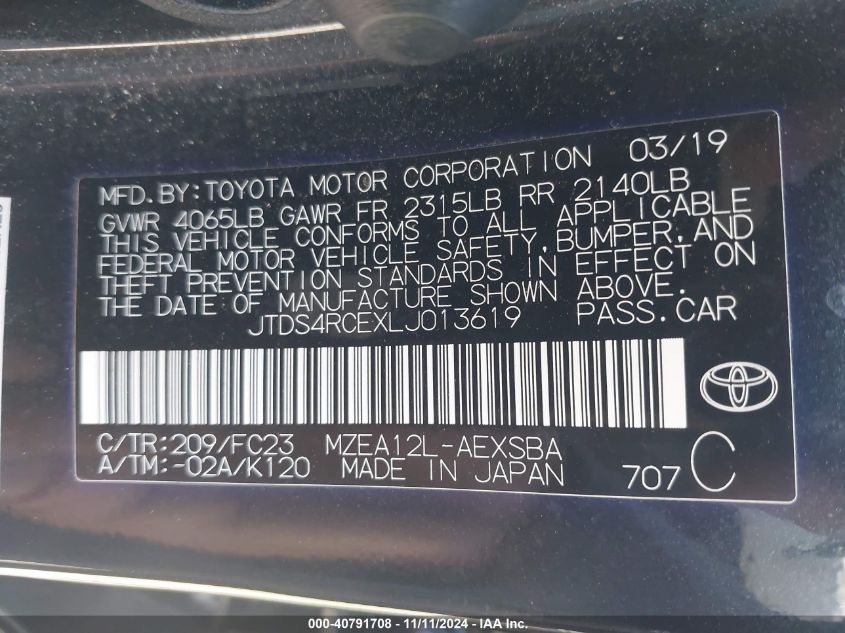 MFD.BY:TOYOTA MOTOR CORPORATION 03/19
GVWR 4065LB GAWR FR 2315LB RR 2140LB
THIS VEHICLE CONFORMS TO ALL APPLICABLE
FEDERAL MOTOR VEHICLE SAFETY,BUMPER,AND
THEFT PREVENTION STANDARDS IN EFFECT ON
THE DATE OF MANUFACTURE SHOWN ABOVE.
JTDS4RCEXLJ013619 PASS.CAR
C/TR:209/FC23 MZEA12L-AEXSBA
A/TM:-02A/K120 MADE IN JAPAN 707 C
000-40791708 - 11/11/2024 - IAA Inc.